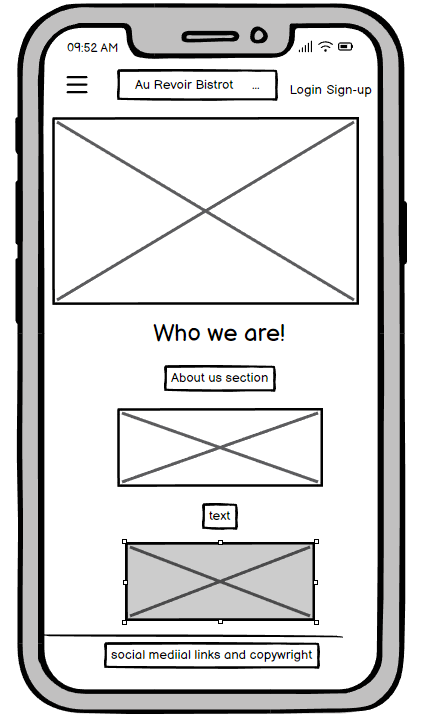 09:52 AM
Au Revoir Bistrot ...
Login Sign-up
Who we are!
About us section
text
social mediial links and copywright